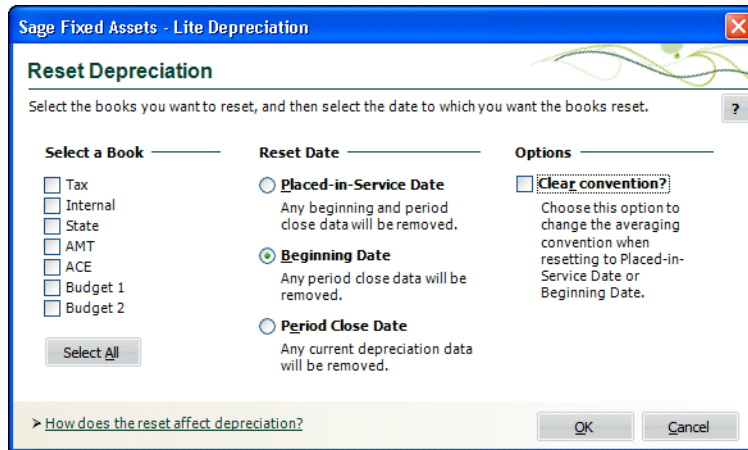 Sage Fixed Assets - Lite Depreciation
Reset Depreciation
Select the books you want to reset, and then select the date to which you want the books reset.
?
Select a Book
Tax
Internal
State
AMT
ACE
Budget 1
Budget 2
Select All
Reset Date
Placed-in-Service Date
Any beginning and period
close data will be removed.
Beginning Date
Any period close data will be
removed.
Period Close Date
Any current depreciation data
will be removed.
Options
Clear convention?
Choose this option to
change the averaging
convention when
resetting to Placed-in-
Service Date or
Beginning Date.
How does the reset affect depreciation?
OK
Cancel